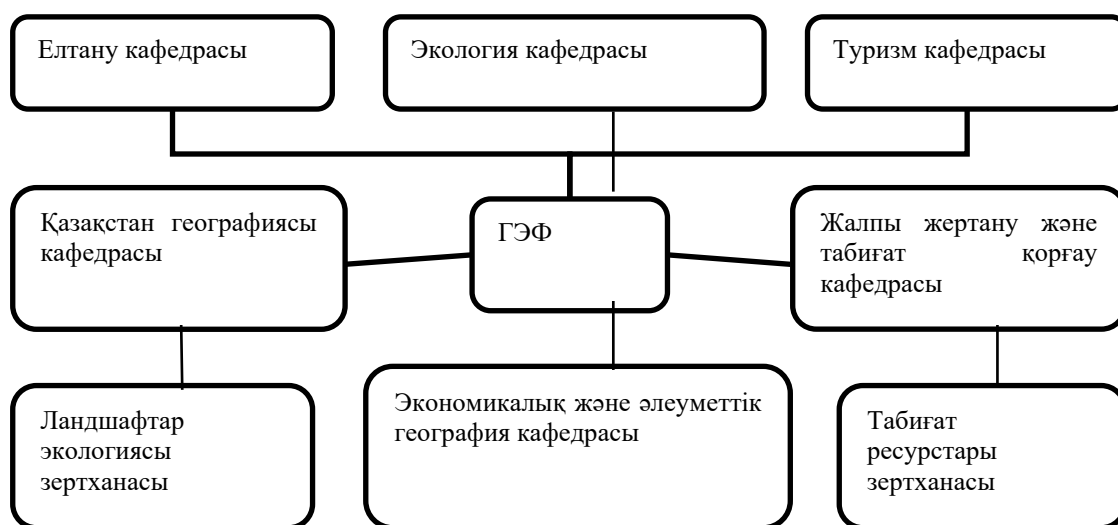 Елтану кафедрасы
Экология кафедрасы
Туризм кафедрасы
Қазақстан географиясы
кафедрасы
ГЭФ
Жалпы жертану және
табиғат қорғау
кафедрасы
Ландшафтар
экологиясы
зертханасы
Экономикалық және әлеуметтік
география кафедрасы
Табиғат
ресурстары
зертханасы